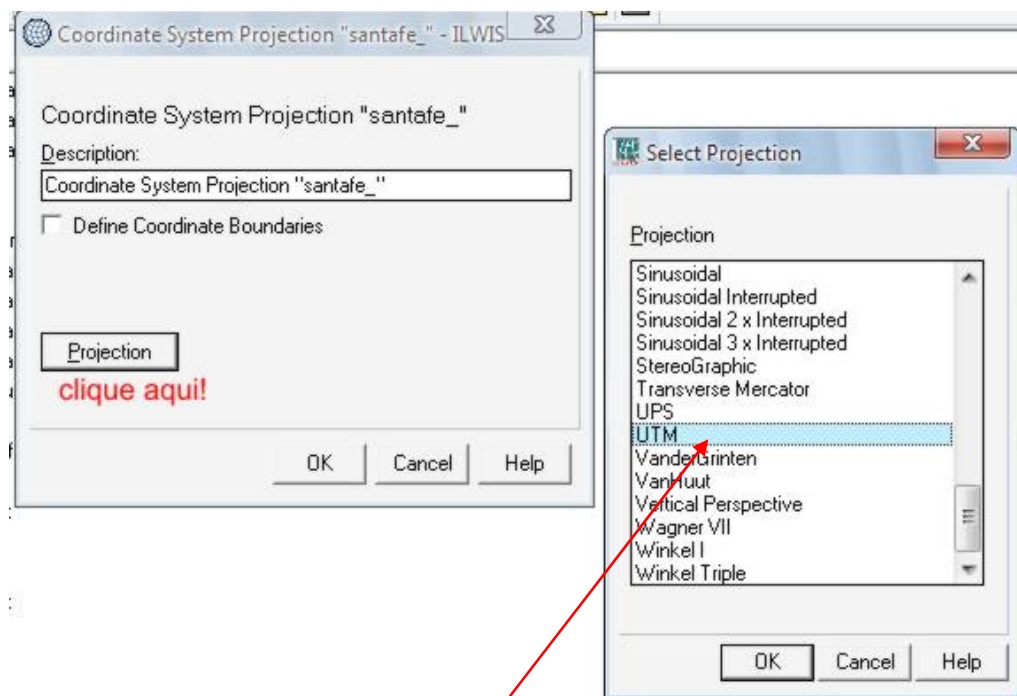 Coordinate System Projection "santafe_" - ILWIS
Coordinate System Projection "santafe_"
Description:
Coordinate System Projection "santafe_"
Define Coordinate Boundaries
Projection
clique aqui!
OK Cancel Help
Select Projection
Projection
Sinusoidal
Sinusoidal Interrupted
Sinusoidal 2 x Interrupted
Sinusoidal 3 x Interrupted
StereoGraphic
Transverse Mercator
UPS
UTM
VanderGrinten
VanHuut
Vertical Perspective
Wagner VII
Winkel I
Winkel Triple
OK Cancel Help